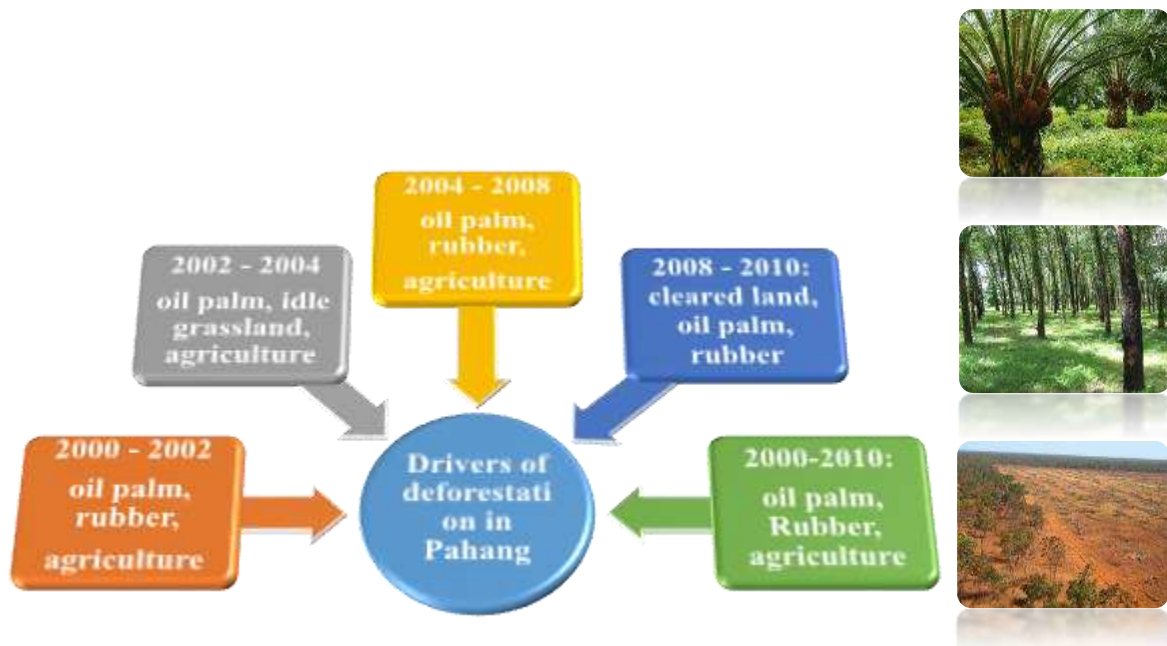 2004 - 2008
oil palm,
rubber,
agriculture
2002 - 2004
oil palm, idle
grassland,
agriculture
2008 - 2010:
cleared land,
oil palm,
rubber
2000 - 2002
oil palm,
rubber,
agriculture
Drivers of
deforestati
on in
Pahang
2000-2010:
oil palm,
Rubber,
agriculture